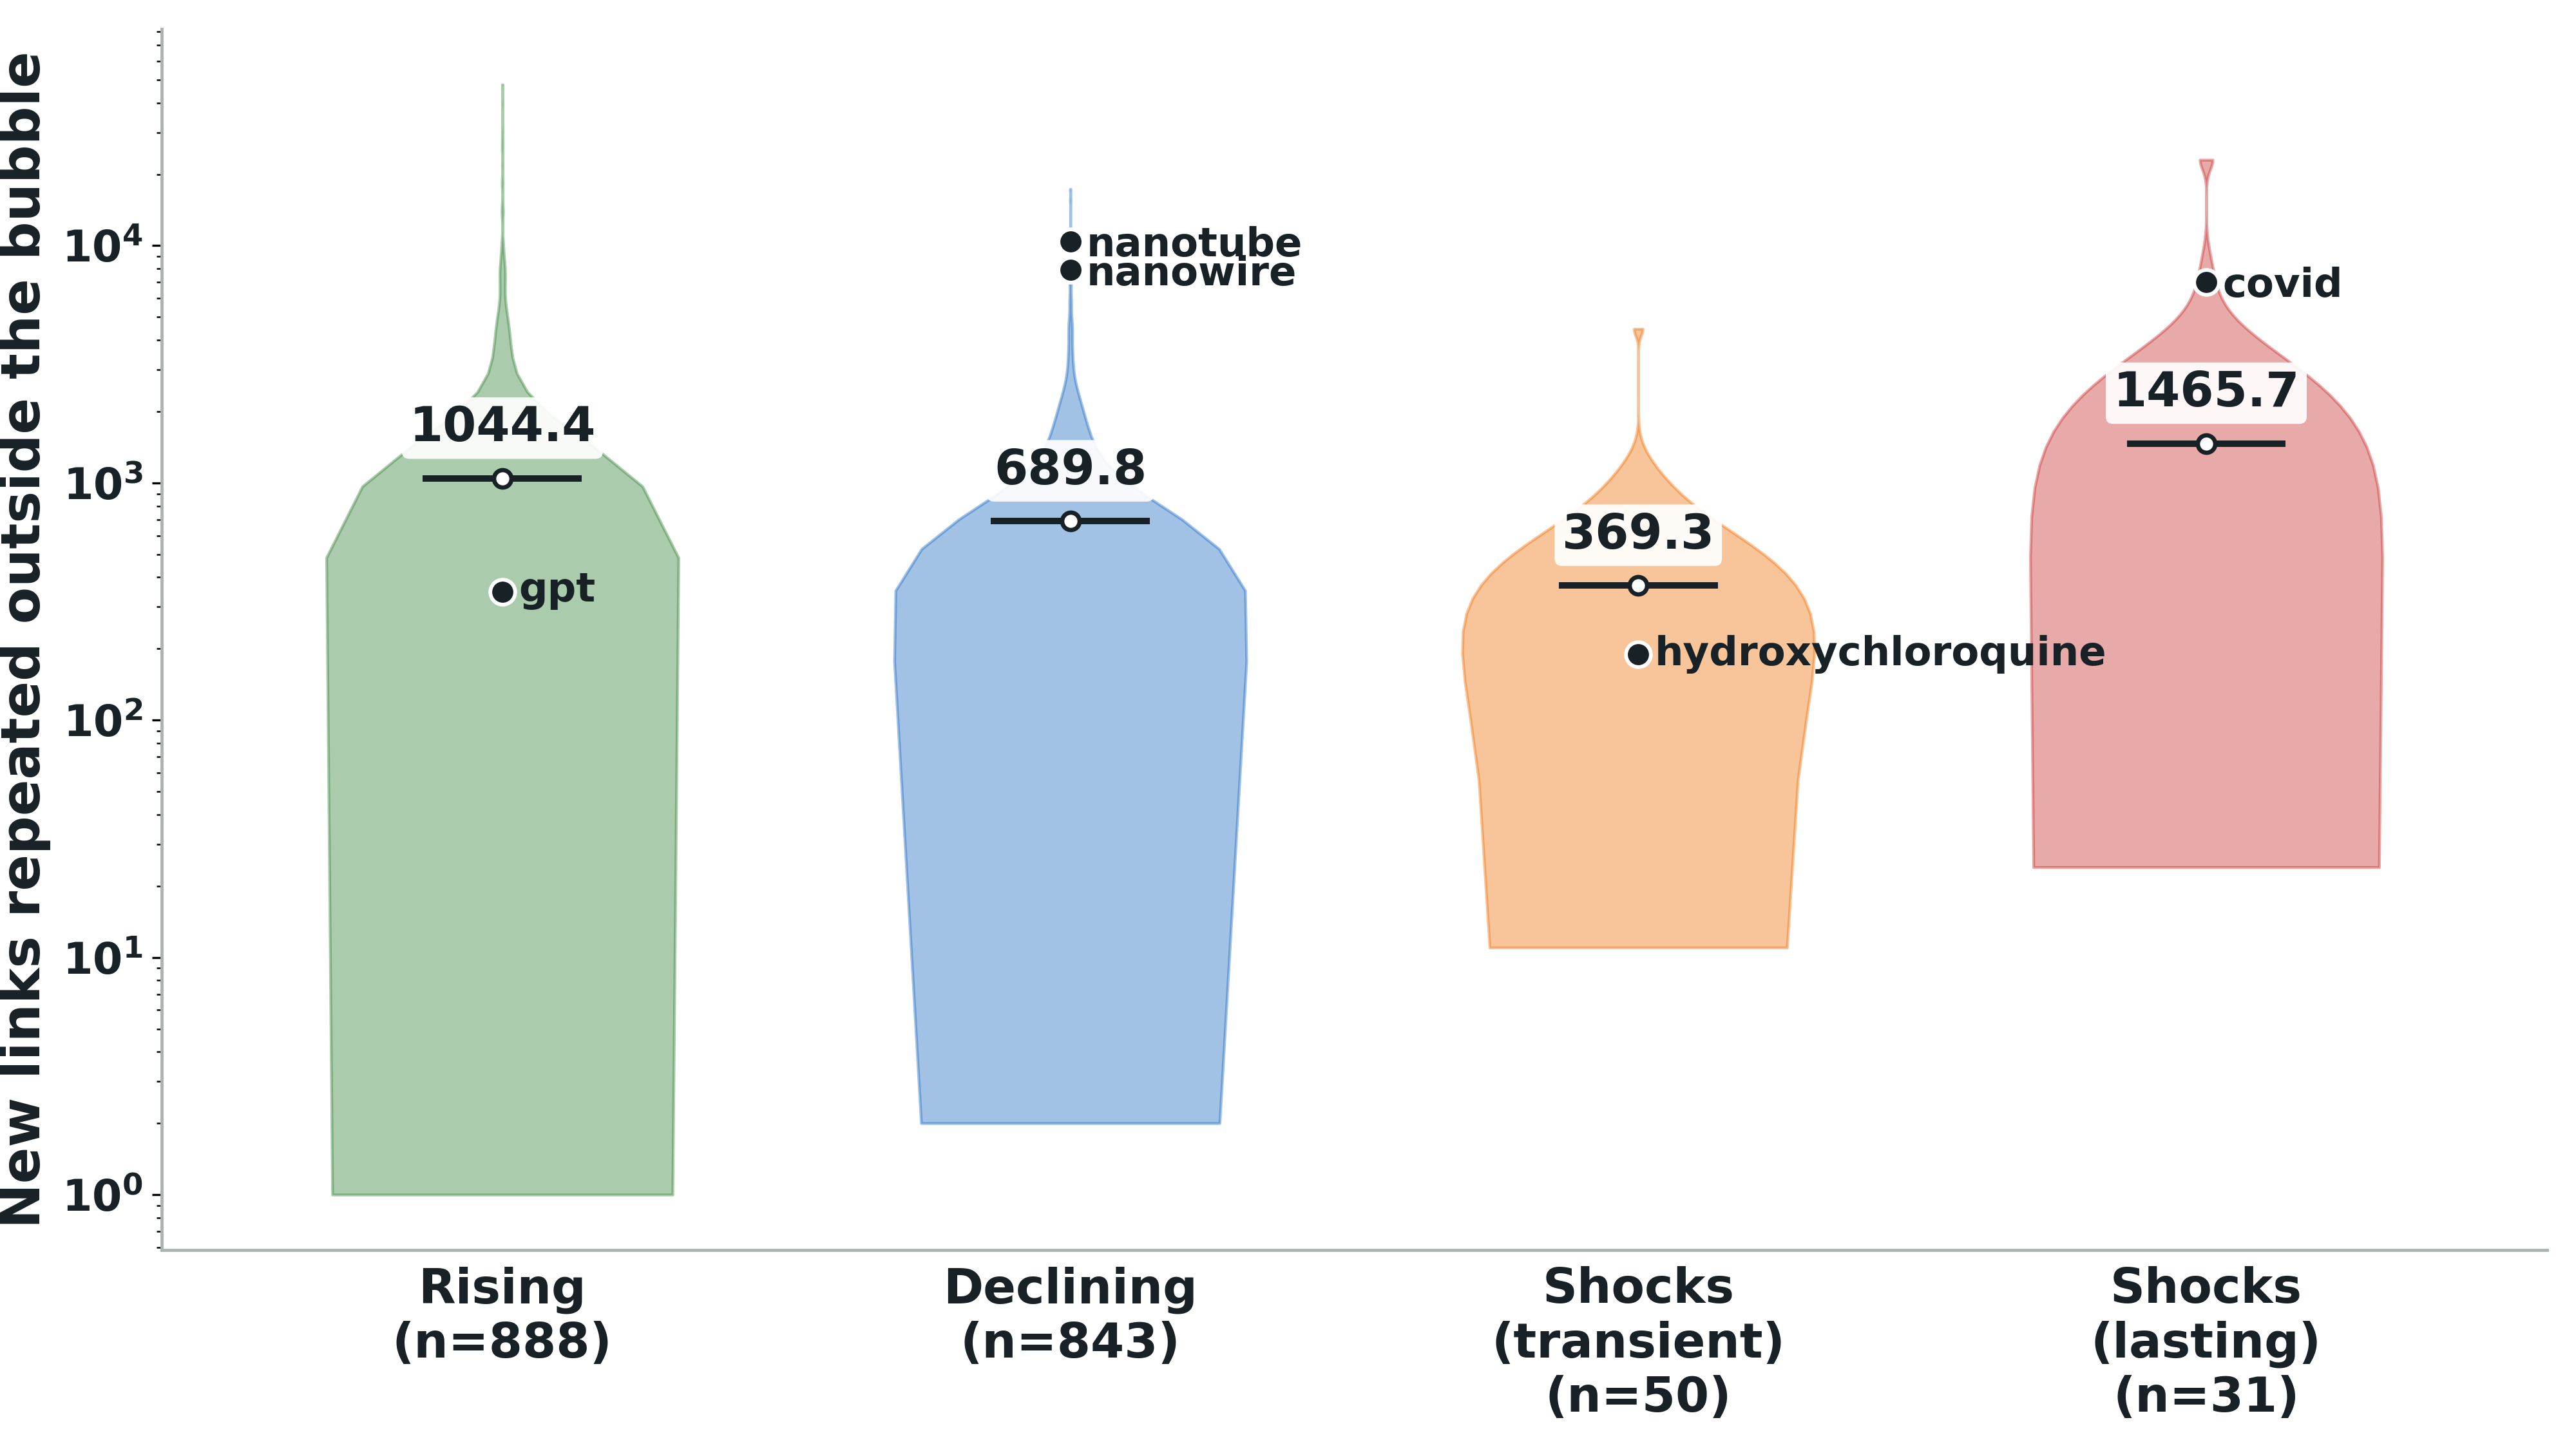 New links repeated outside the bubble
10⁴
10³
10²
10¹
10⁰
1044.4
gpt
nanotube
nanowire
689.8
369.3
hydroxychloroquine
covid
1465.7
Rising
(n=888)
Declining
(n=843)
Shocks
(transient)
(n=50)
Shocks
(lasting)
(n=31)